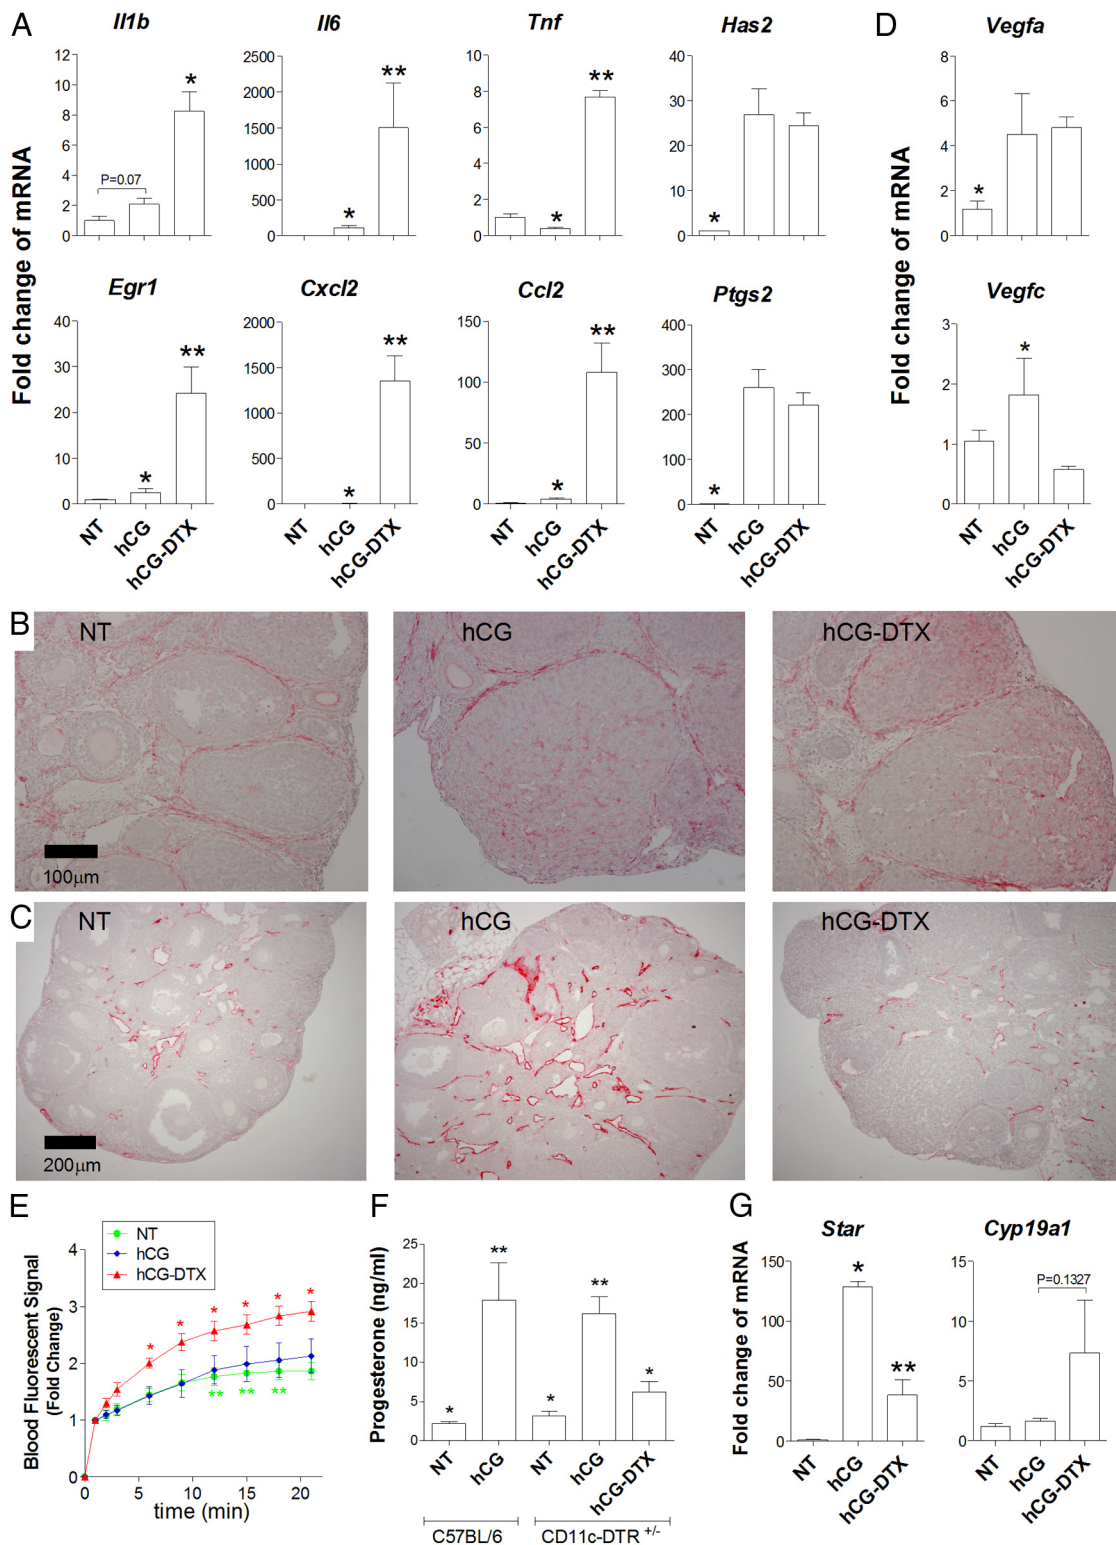 A
Il1b
Il6
Tnf
Has2
D
Vegfa
Fold change of mRNA
12
10
8
6
4
2
0
P=0.07
*
2500
2000
1500
1000
500
0
*
**
10
8
6
4
2
0
*
**
40
30
20
10
0
*
Fold change of mRNA
8
6
4
2
0
*
Egr1
Cxcl2
Ccl2
Ptgs2
Vegfc
40
30
20
10
0
*
**
2000
1500
1000
500
0
*
**
150
100
50
0
*
**
400
300
200
100
0
*
3
2
1
0
*
NT
hCG
hCG-DTX
NT
hCG
hCG-DTX
NT
hCG
hCG-DTX
NT
hCG
hCG-DTX
NT
hCG
hCG-DTX
B
NT
hCG
hCG-DTX
100µm
C
NT
hCG
hCG-DTX
200µm
E
NT
hCG
hCG-DTX
Blood Fluorescent Signal
(Fold Change)
4
3
2
1
0
* * * * * *
** ** **
0 5 10 15 20
time (min)
F
Progesterone (ng/ml)
25
20
15
10
5
0
*
**
*
**
*
NT
hCG
NT
hCG
hCG-DTX
C57BL/6
CD11c-DTR +/-
G
Star
Cyp19a1
Fold change of mRNA
150
100
50
0
*
**
NT
hCG
hCG-DTX
15
10
5
0
P=0.1327
NT
hCG
hCG-DTX